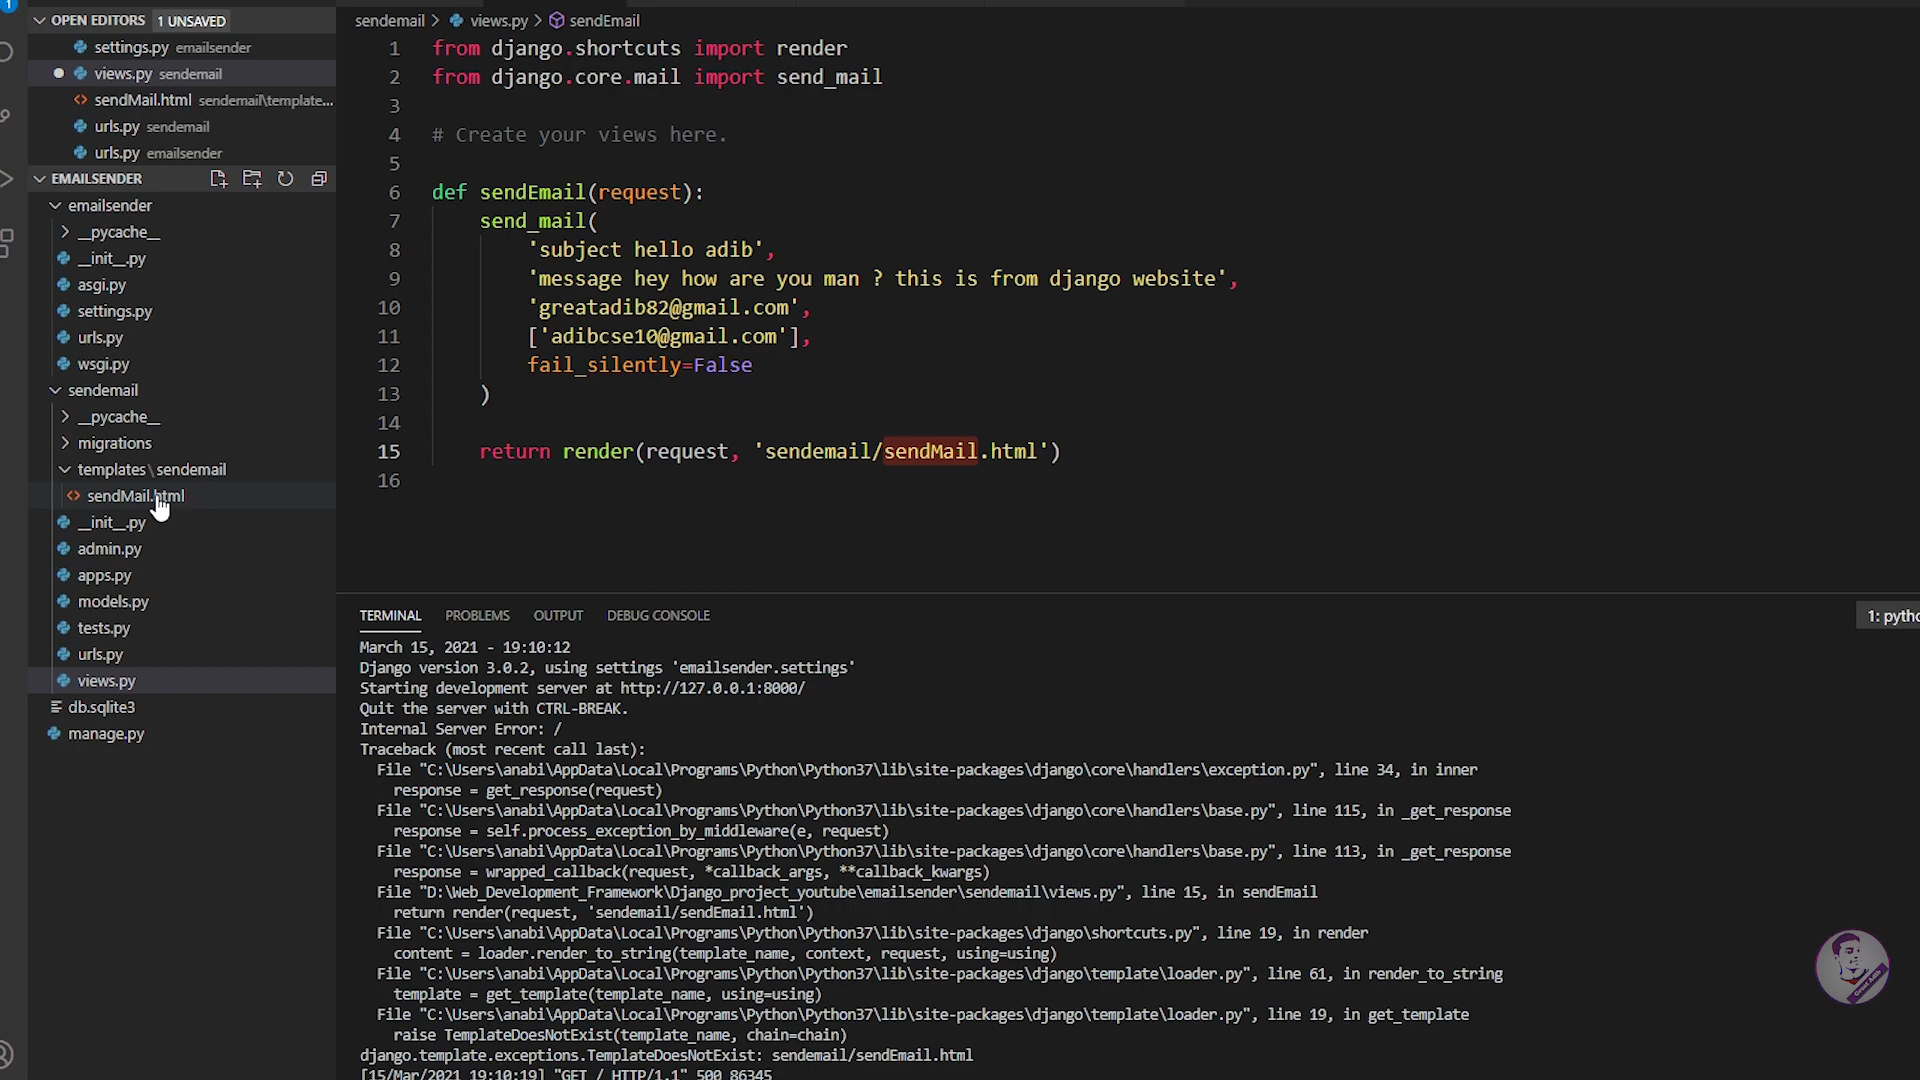 1
OPEN EDITORS 1 UNSAVED
settings.py emailsender
views.py sendemail
sendMail.html sendemail\template...
urls.py sendemail
urls.py emailsender
EMAILSENDER
emailsender
__pycache__
__init__.py
asgi.py
settings.py
urls.py
wsgi.py
sendemail
__pycache__
migrations
templates\sendemail
sendMail.html
__init__.py
admin.py
apps.py
models.py
tests.py
urls.py
views.py
db.sqlite3
manage.py
sendemail > views.py > sendEmail
1 from django.shortcuts import render
2 from django.core.mail import send_mail
3
4 # Create your views here.
5
6 def sendEmail(request):
7 send_mail(
8 'subject hello adib',
9 'message hey how are you man ? this is from django website',
10 'greatadib82@gmail.com',
11 ['adibcse10@gmail.com'],
12 fail_silently=False
13 )
14
15 return render(request, 'sendemail/sendMail.html')
16
TERMINAL PROBLEMS OUTPUT DEBUG CONSOLE
1: pytho
March 15, 2021 - 19:10:12
Django version 3.0.2, using settings 'emailsender.settings'
Starting development server at http://127.0.0.1:8000/
Quit the server with CTRL-BREAK.
Internal Server Error: /
Traceback (most recent call last):
File "C:\Users\anabi\AppData\Local\Programs\Python\Python37\lib\site-packages\django\core\handlers\exception.py", line 34, in inner
response = get_response(request)
File "C:\Users\anabi\AppData\Local\Programs\Python\Python37\lib\site-packages\django\core\handlers\base.py", line 115, in _get_response
response = self.process_exception_by_middleware(e, request)
File "C:\Users\anabi\AppData\Local\Programs\Python\Python37\lib\site-packages\django\core\handlers\base.py", line 113, in _get_response
response = wrapped_callback(request, *callback_args, **callback_kwargs)
File "D:\Web_Development_Framework\Django_project_youtube\emailsender\sendemail\views.py", line 15, in sendEmail
return render(request, 'sendemail/sendEmail.html')
File "C:\Users\anabi\AppData\Local\Programs\Python\Python37\lib\site-packages\django\shortcuts.py", line 19, in render
content = loader.render_to_string(template_name, context, request, using=using)
File "C:\Users\anabi\AppData\Local\Programs\Python\Python37\lib\site-packages\django\template\loader.py", line 61, in render_to_string
template = get_template(template_name, using=using)
File "C:\Users\anabi\AppData\Local\Programs\Python\Python37\lib\site-packages\django\template\loader.py", line 19, in get_template
raise TemplateDoesNotExist(template_name, chain=chain)
django.template.exceptions.TemplateDoesNotExist: sendemail/sendEmail.html
[15/Mar/2021 19:10:19] "GET / HTTP/1.1" 500 86345